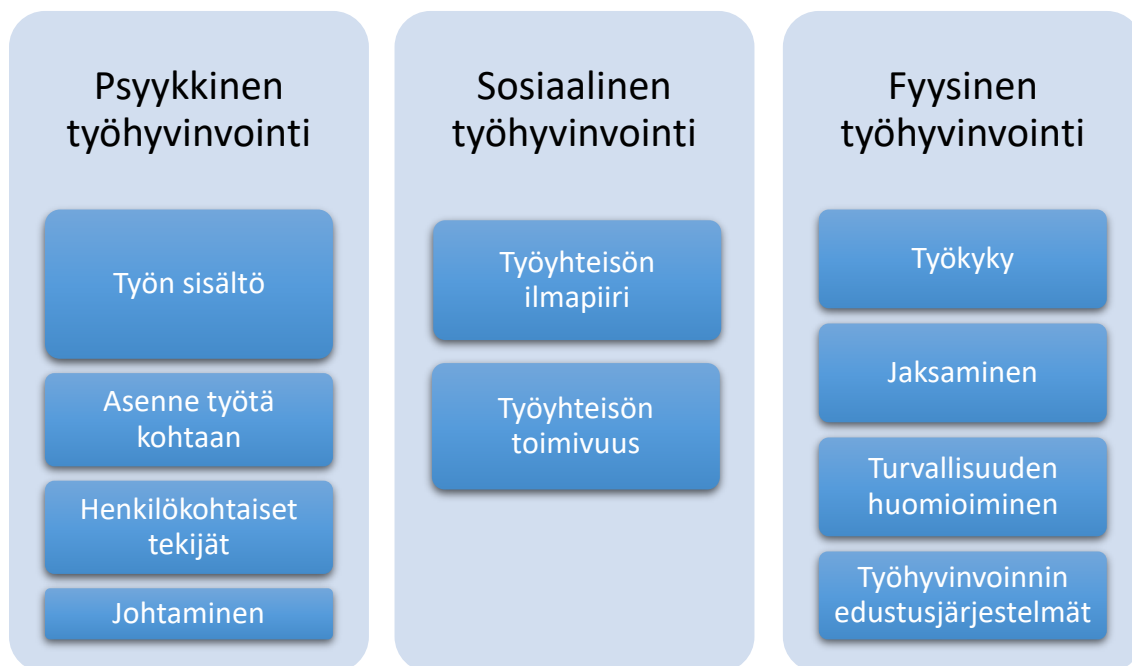 Psyykkinen
työhyvinvointi
Työn sisältö
Asenne työtä
kohtaan
Henkilökohtaiset
tekijät
Johtaminen
Sosiaalinen
työhyvinvointi
Työyhteisön
ilmapiiri
Työyhteisön
toimivuus
Fyysinen
työhyvinvointi
Työkyky
Jaksaminen
Turvallisuuden
huomioiminen
Työhyvinvoinnin
edustusjärjestelmät